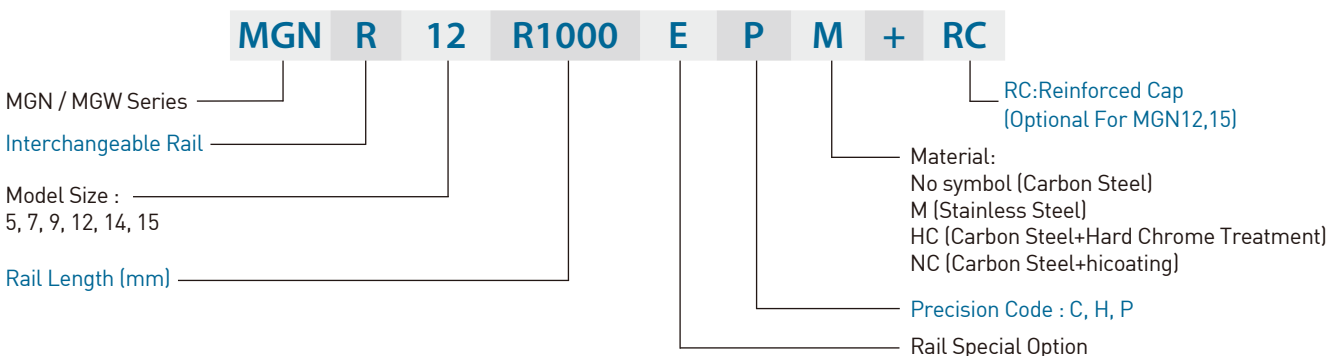 MGN R 12 R1000 E P M + RC
MGN / MGW Series
Interchangeable Rail
Model Size :
5, 7, 9, 12, 14, 15
Rail Length (mm)
RC:Reinforced Cap
(Optional For MGN12,15)
Material:
No symbol (Carbon Steel)
M (Stainless Steel)
HC (Carbon Steel+Hard Chrome Treatment)
NC (Carbon Steel+hicoating)
Precision Code : C, H, P
Rail Special Option